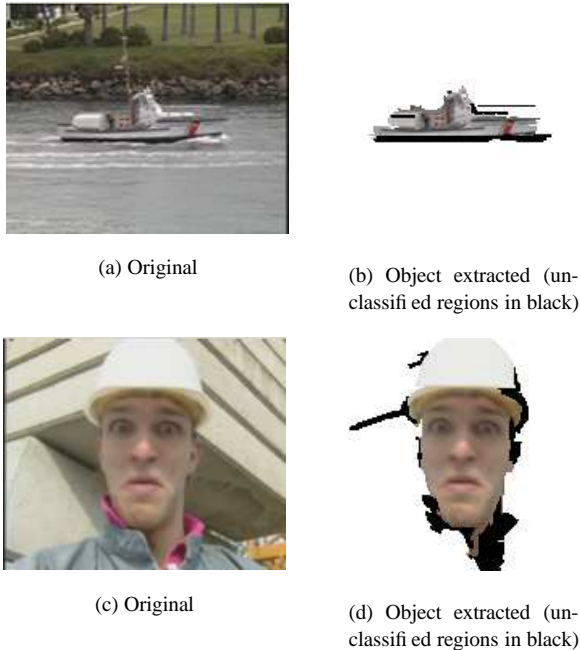 (a) Original
(b) Object extracted (un-
classifi ed regions in black)
(c) Original
(d) Object extracted (un-
classifi ed regions in black)